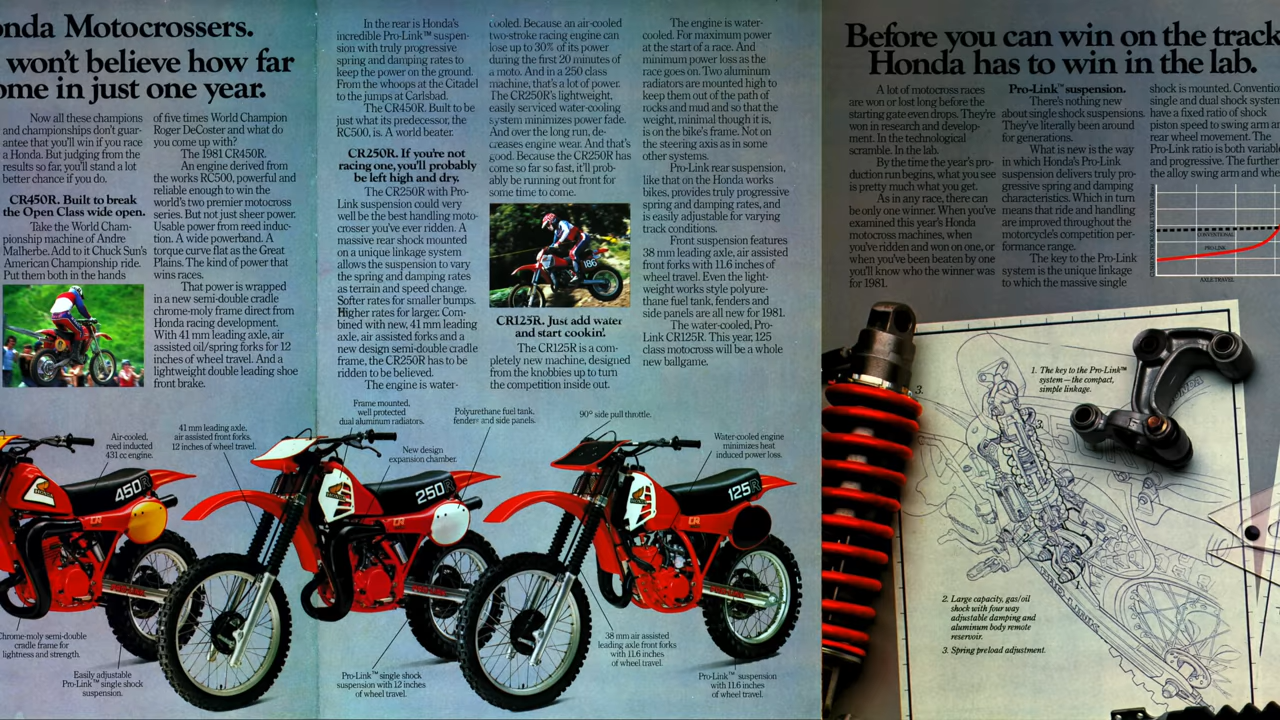 onda Motocrossers.
won't believe how far
ome in just one year.
Now all these champions
and championships don't guar-
antee that you'll win if you race
a Honda. But judging from the
results so far, you'll stand a lot
better chance if you do.
CR450R. Built to break
the Open Class wide open.
Take the World Cham-
pionship machine of Andre
Malherbe. Add to it Chuck Sun's
American Championship ride.
Put them both in the hands
of five times World Champion
Roger DeCoster and what do
you come up with?
The 1981 CR450R.
An engine derived from
the works RC500, powerful and
reliable enough to win the
world's two premier motocross
series. But not just sheer power.
Usable power from reed induc-
tion. A wide powerband. A
torque curve flat as the Great
Plains. The kind of power that
wins races.
That power is wrapped
in a new semi-double cradle
chrome-moly frame direct from
Honda racing development.
With 41 mm leading axle, air
assisted oil/spring forks for 12
inches of wheel travel. And a
lightweight double leading shoe
front brake.
In the rear is Honda's
incredible Pro-Link™ suspen-
sion with truly progressive
spring and damping rates to
keep the power on the ground.
From the whoops at the Citadel
to the jumps at Carlsbad.
The CR450R. Built to be
just what its predecessor, the
RC500, is. A world beater.
CR250R. If you're not
racing one, you'll probably
be left high and dry.
The CR250R with Pro-
Link suspension could very
well be the best handling moto-
crosser you've ever ridden. A
massive rear shock mounted
on a unique linkage system
allows the suspension to vary
the spring and damping rates
as terrain and speed change.
Softer rates for smaller bumps.
Higher rates for larger. Com-
bined with new, 41 mm leading
axle, air assisted forks and a
new design semi-double cradle
frame, the CR250R has to be
ridden to be believed.
The engine is water-
cooled. Because an air-cooled
two-stroke racing engine can
lose up to 30% of its power
during the first 20 minutes of
a moto. And in a 250 class
machine, that's a lot of power.
The CR250R's lightweight,
easily serviced water-cooling
system minimizes power fade.
And over the long run, de-
creases engine wear. And that's
good. Because the CR250R has
come so far so fast, it'll prob-
ably be running out front for
some time to come.
186
CR125R. Just add water
and start cookin'.
The CR125R is a com-
pletely new machine, designed
from the knobbies up to turn
the competition inside out.
The engine is water-
cooled. For maximum power
at the start of a race. And
minimum power loss as the
race goes on. Two aluminum
radiators are mounted high to
keep them out of the path of
rocks and mud and so that the
weight, minimal though it is,
is on the bike's frame. Not on
the steering axis as in some
other systems.
Pro-Link rear suspension,
like that on the Honda works
bikes, provides truly progressive
spring and damping rates, and
is easily adjustable for varying
track conditions.
Front suspension features
38 mm leading axle, air assisted
front forks with 11.6 inches of
wheel travel. Even the light-
weight works style polyure-
thane fuel tank, fenders and
side panels are all new for 1981.
The water-cooled, Pro-
Link CR125R. This year, 125
class motocross will be a whole
new ballgame.
Air-cooled,
reed inducted
431 cc engine.
41 mm leading axle,
air assisted front forks.
12 inches of wheel travel.
Frame mounted,
well protected
dual aluminum radiators.
New design
expansion chamber.
Polyurethane fuel tank,
fenders and side panels.
90° side pull throttle.
Water-cooled engine
minimizes heat
induced power loss.
HONDA
450R
CR
250R
CR
125R
CR
Chrome-moly semi-double
cradle frame for
lightness and strength.
Easily adjustable
Pro-Link™ single shock
suspension.
Pro-Link™ single shock
suspension with 12 inches
of wheel travel.
38 mm air assisted
leading axle front forks
with 11.6 inches
of wheel travel.
Pro-Link™ suspension
with 11.6 inches
of wheel travel.
Before you can win on the track
Honda has to win in the lab.
A lot of motocross races
are won or lost long before the
starting gate even drops. They're
won in research and develop-
ment. In the technological
scramble. In the lab.
By the time the year's pro-
duction run begins, what you see
is pretty much what you get.
As in any race, there can
be only one winner. When you've
examined this year's Honda
motocross machines, when
you've ridden and won on one, or
when you've been beaten by one
you'll know who the winner was
for 1981.
Pro-Link™ suspension.
There's nothing new
about single shock suspensions.
They've literally been around
for generations.
What is new is the way
in which Honda's Pro-Link
suspension delivers truly pro-
gressive spring and damping
characteristics. Which in turn
means that ride and handling
are improved throughout the
motorcycle's competition per-
formance range.
The key to the Pro-Link
system is the unique linkage
to which the massive single
shock is mounted. Conventio
single and dual shock system
have a fixed ratio of shock
piston speed to swing arm an
rear wheel movement. The
Pro-Link ratio is both variab
and progressive. The further
the alloy swing arm and whe
CONVENTIONAL
PRO-LINK
AXLE TRAVEL
1. The key to the Pro-Link™
system—the compact,
simple linkage.
3.
3.
1.
2. Large capacity, gas/oil
shock with four way
adjustable damping and
aluminum body remote
reservoir.
3. Spring preload adjustment.